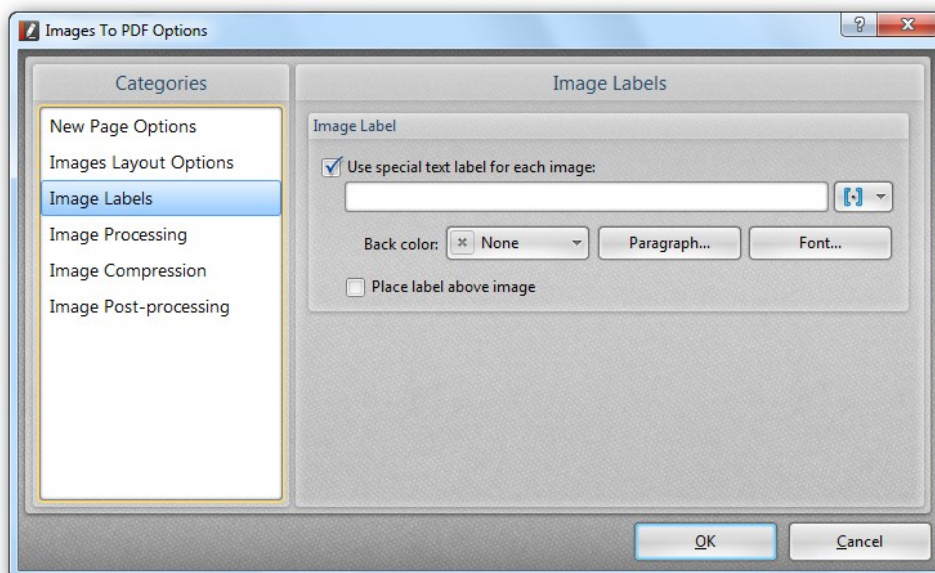 Images To PDF Options
?
Categories
New Page Options
Images Layout Options
Image Labels
Image Processing
Image Compression
Image Post-processing
Image Labels
Image Label
Use special text label for each image:
Back color: None Paragraph... Font...
Place label above image
OK Cancel